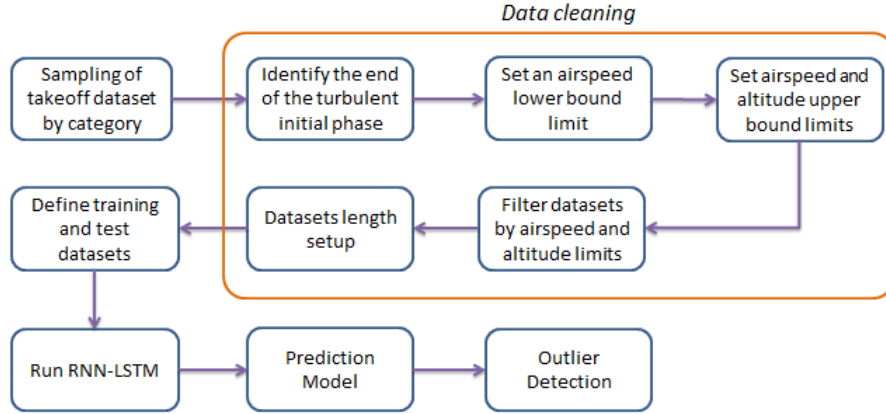 Data cleaning
Sampling of
takeoff dataset
by category
Identify the end
of the turbulent
initial phase
Set an airspeed
lower bound
limit
Set airspeed and
altitude upper
bound limits
Define training
and test
datasets
Datasets length
setup
Filter datasets
by airspeed and
altitude limits
Run RNN-LSTM
Prediction
Model
Outlier
Detection